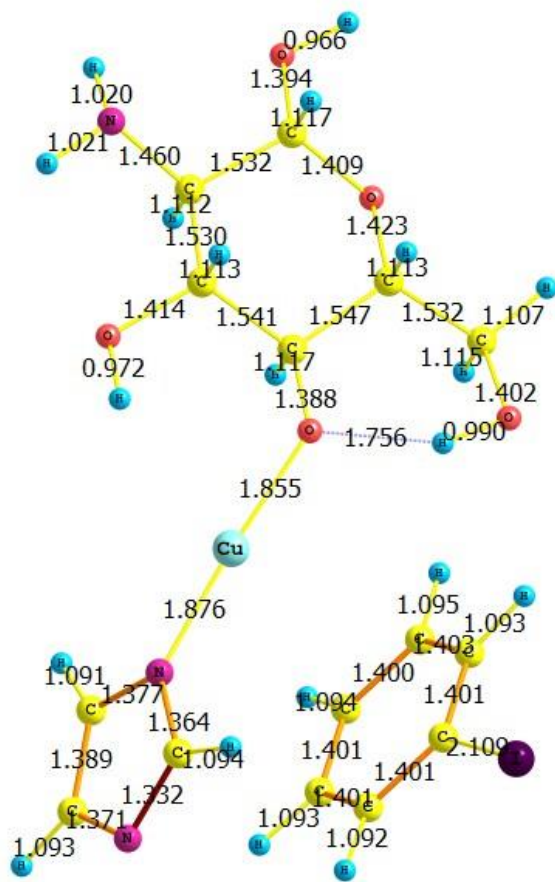 H
0.966
O
H
1.394
H
1.020
1.117
N
C
1.021
1.460
1.532
1.409
H
C
O
1.112
1.423
H
1.530
H
H
1.113
1.113
C
C
H
1.414
1.541
1.547
1.532
1.107
O
C
C
1.117
1.115
H
H
0.972
1.388
1.402
H
O
O
0.990
1.756
H
1.855
Cu
1.876
H
H
1.095
1.093
C
1.403
C
H
N
1.091
1.377
1.400
H
1.094
C
C
1.364
1.401
C
C
H
1.094
2.109
I
1.389
1.401
1.401
1.332
C
1.401
C
C
1.371
1.093
N
1.093
H
H
1.092
H